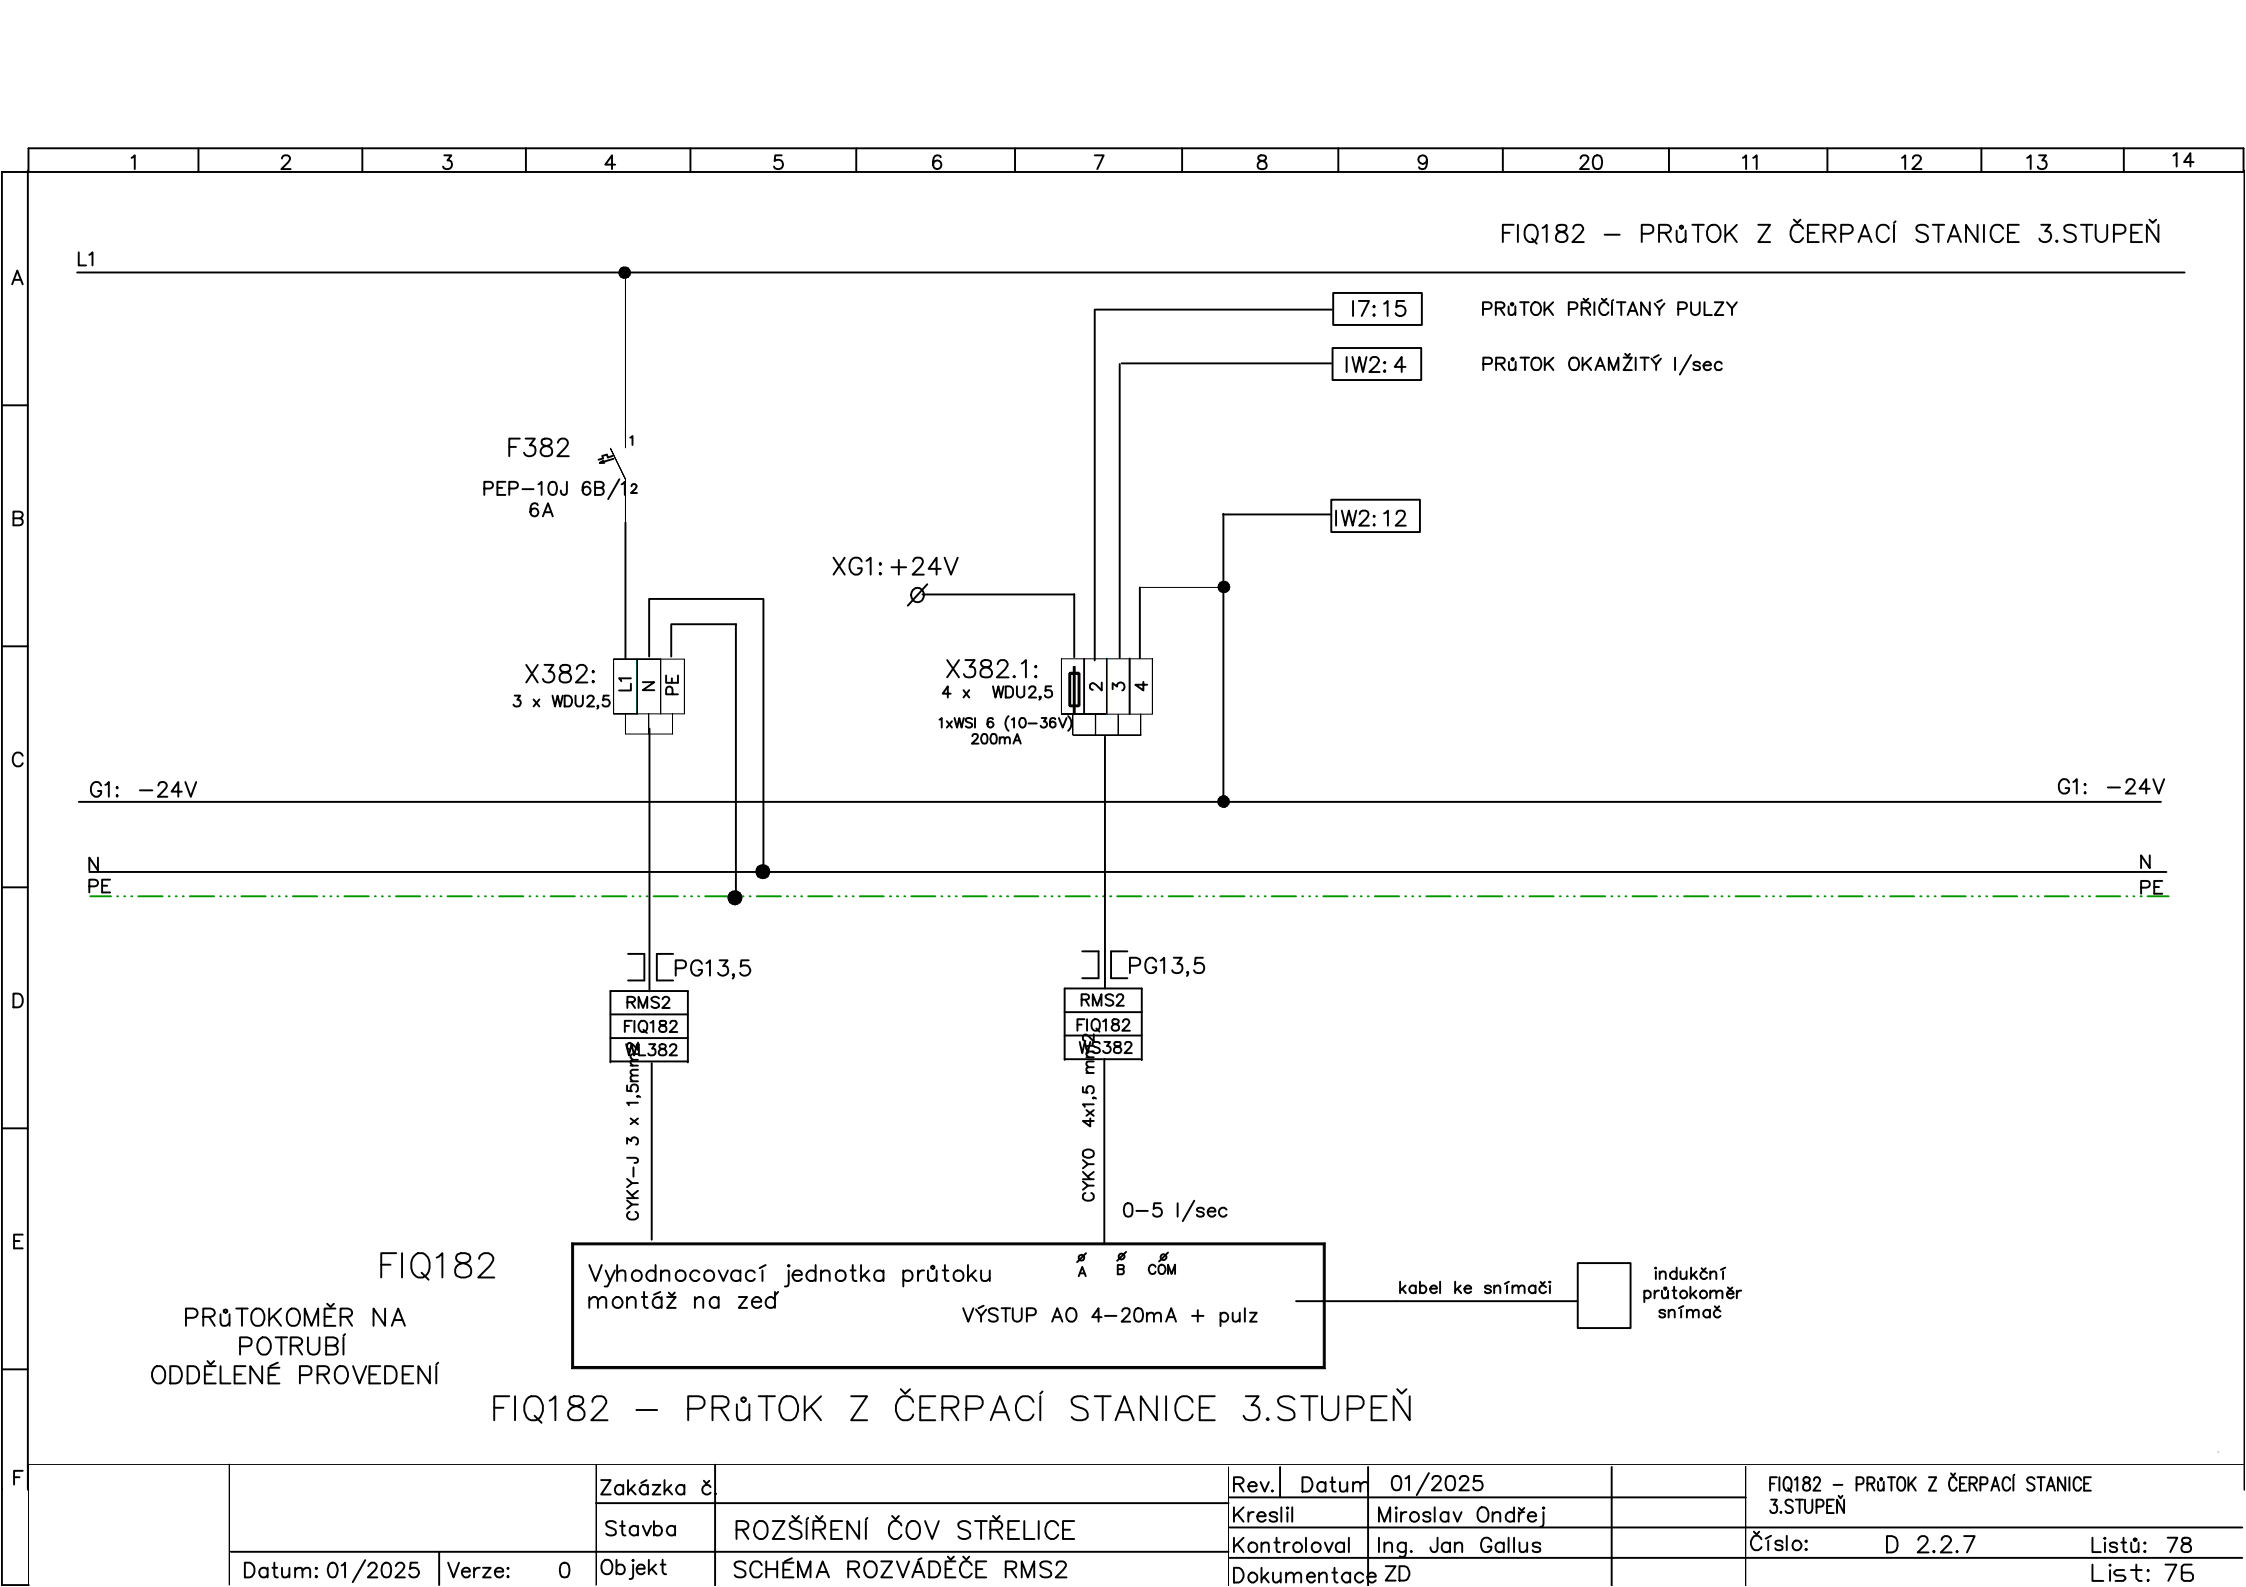 1 2 3 4 5 6 7 8 9 20 11 12 13 14
FIQ182 – PRůTOK Z ČERPACÍ STANICE 3.STUPEŇ
L1
A
I7:15 PRůTOK PŘIČÍTANÝ PULZY
IW2:4 PRůTOK OKAMŽITÝ l/sec
F382
1
PEP-10J 6B/1
2
6A
B
IW2:12
XG1:+24V
X382:
3 x WDU2,5
L1 N PE
X382.1:
4 x WDU2,5
1xWSI 6 (10-36V)
200mA
2 3 4
C
G1: -24V
G1: -24V
N
N
PE
PE
PG13,5
PG13,5
D
RMS2
FIQ182
WL382
RMS2
FIQ182
WS382
CYKY-J 3 x 1,5mm2
CYKYO 4x1,5 mm2
0-5 l/sec
E
FIQ182
Vyhodnocovací jednotka průtoku
montáž na zeď
A B COM
VÝSTUP AO 4-20mA + pulz
kabel ke snímači
indukční
průtokoměr
snímač
PRůTOKOMĚR NA
POTRUBÍ
ODDĚLENÉ PROVEDENÍ
FIQ182 – PRůTOK Z ČERPACÍ STANICE 3.STUPEŇ
F
Zakázka č.
Stavba ROZŠÍŘENÍ ČOV STŘELICE
Datum: 01/2025 Verze: 0 Objekt SCHÉMA ROZVÁDĚČE RMS2
Rev. Datum 01/2025
Kreslil Miroslav Ondřej
Kontroloval Ing. Jan Gallus
Dokumentace ZD
FIQ182 – PRůTOK Z ČERPACÍ STANICE
3.STUPEŇ
Číslo: D 2.2.7 Listů: 78
List: 76